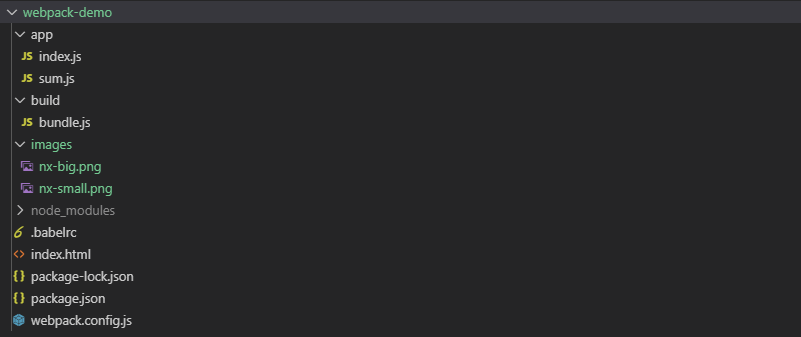 webpack-demo
app
JS index.js
JS sum.js
build
JS bundle.js
images
nx-big.png
nx-small.png
node_modules
.babelrc
<> index.html
{} package-lock.json
{} package.json
webpack.config.js